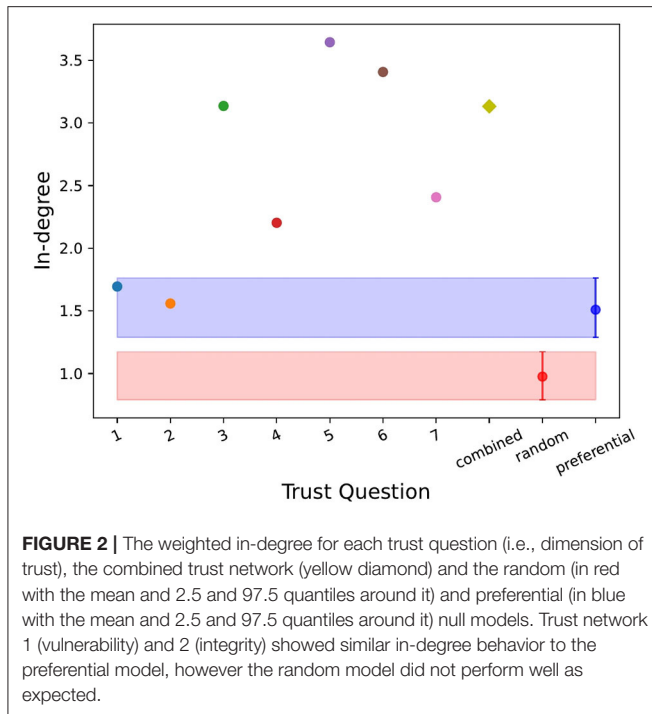 3.5
3.0
2.5
2.0
1.5
1.0
In-degree
1 2 3 4 5 6 7 combined random preferential
Trust Question
FIGURE 2 | The weighted in-degree for each trust question (i.e., dimension of
trust), the combined trust network (yellow diamond) and the random (in red
with the mean and 2.5 and 97.5 quantiles around it) and preferential (in blue
with the mean and 2.5 and 97.5 quantiles around it) null models. Trust network
1 (vulnerability) and 2 (integrity) showed similar in-degree behavior to the
preferential model, however the random model did not perform well as
expected.